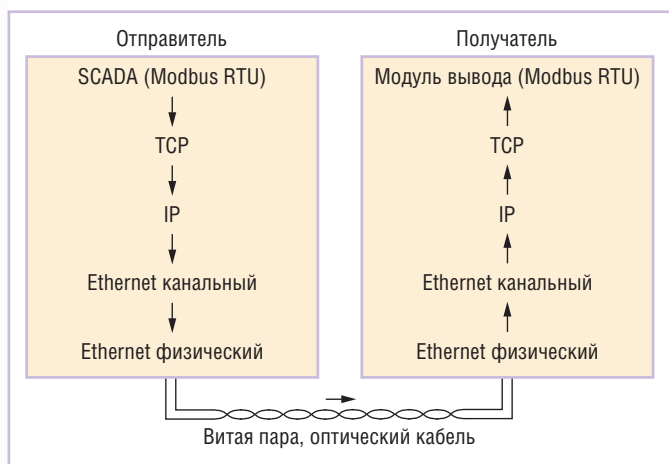 Отправитель
SCADA (Modbus RTU)
TCP
IP
Ethernet канальный
Ethernet физический
Получатель
Модуль вывода (Modbus RTU)
TCP
IP
Ethernet канальный
Ethernet физический
Витая пара, оптический кабель